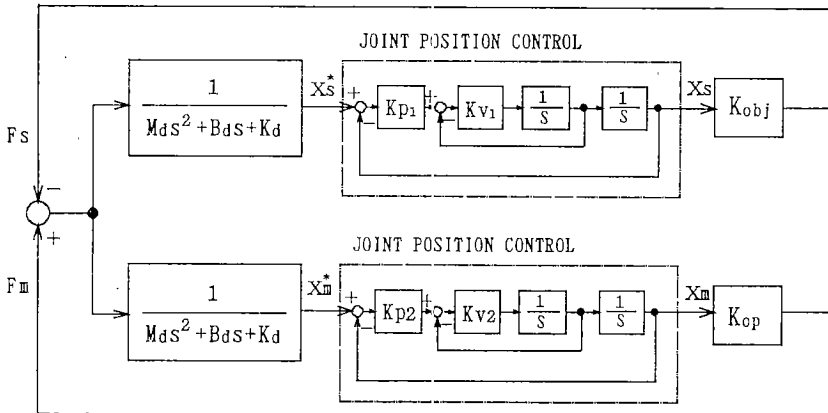 JOINT POSITION CONTROL
1
Mds²+Bds+Kd
Xs*
+
−
Kp1
+
−
Kv1
1
S
1
S
Xs
Kobj
Fs
−
+
Fm
JOINT POSITION CONTROL
1
Mds²+Bds+Kd
Xm*
+
−
Kp2
+
−
Kv2
1
S
1
S
Xm
Kop